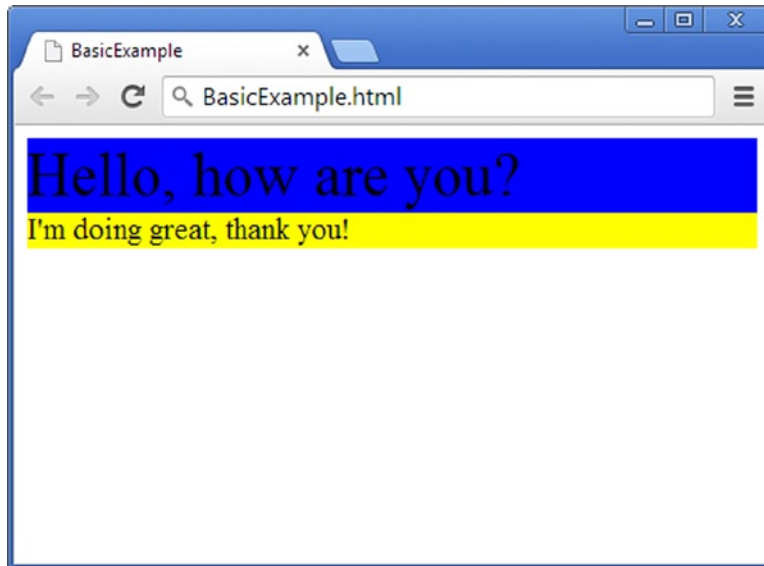 BasicExample
BasicExample.html
Hello, how are you?
I'm doing great, thank you!